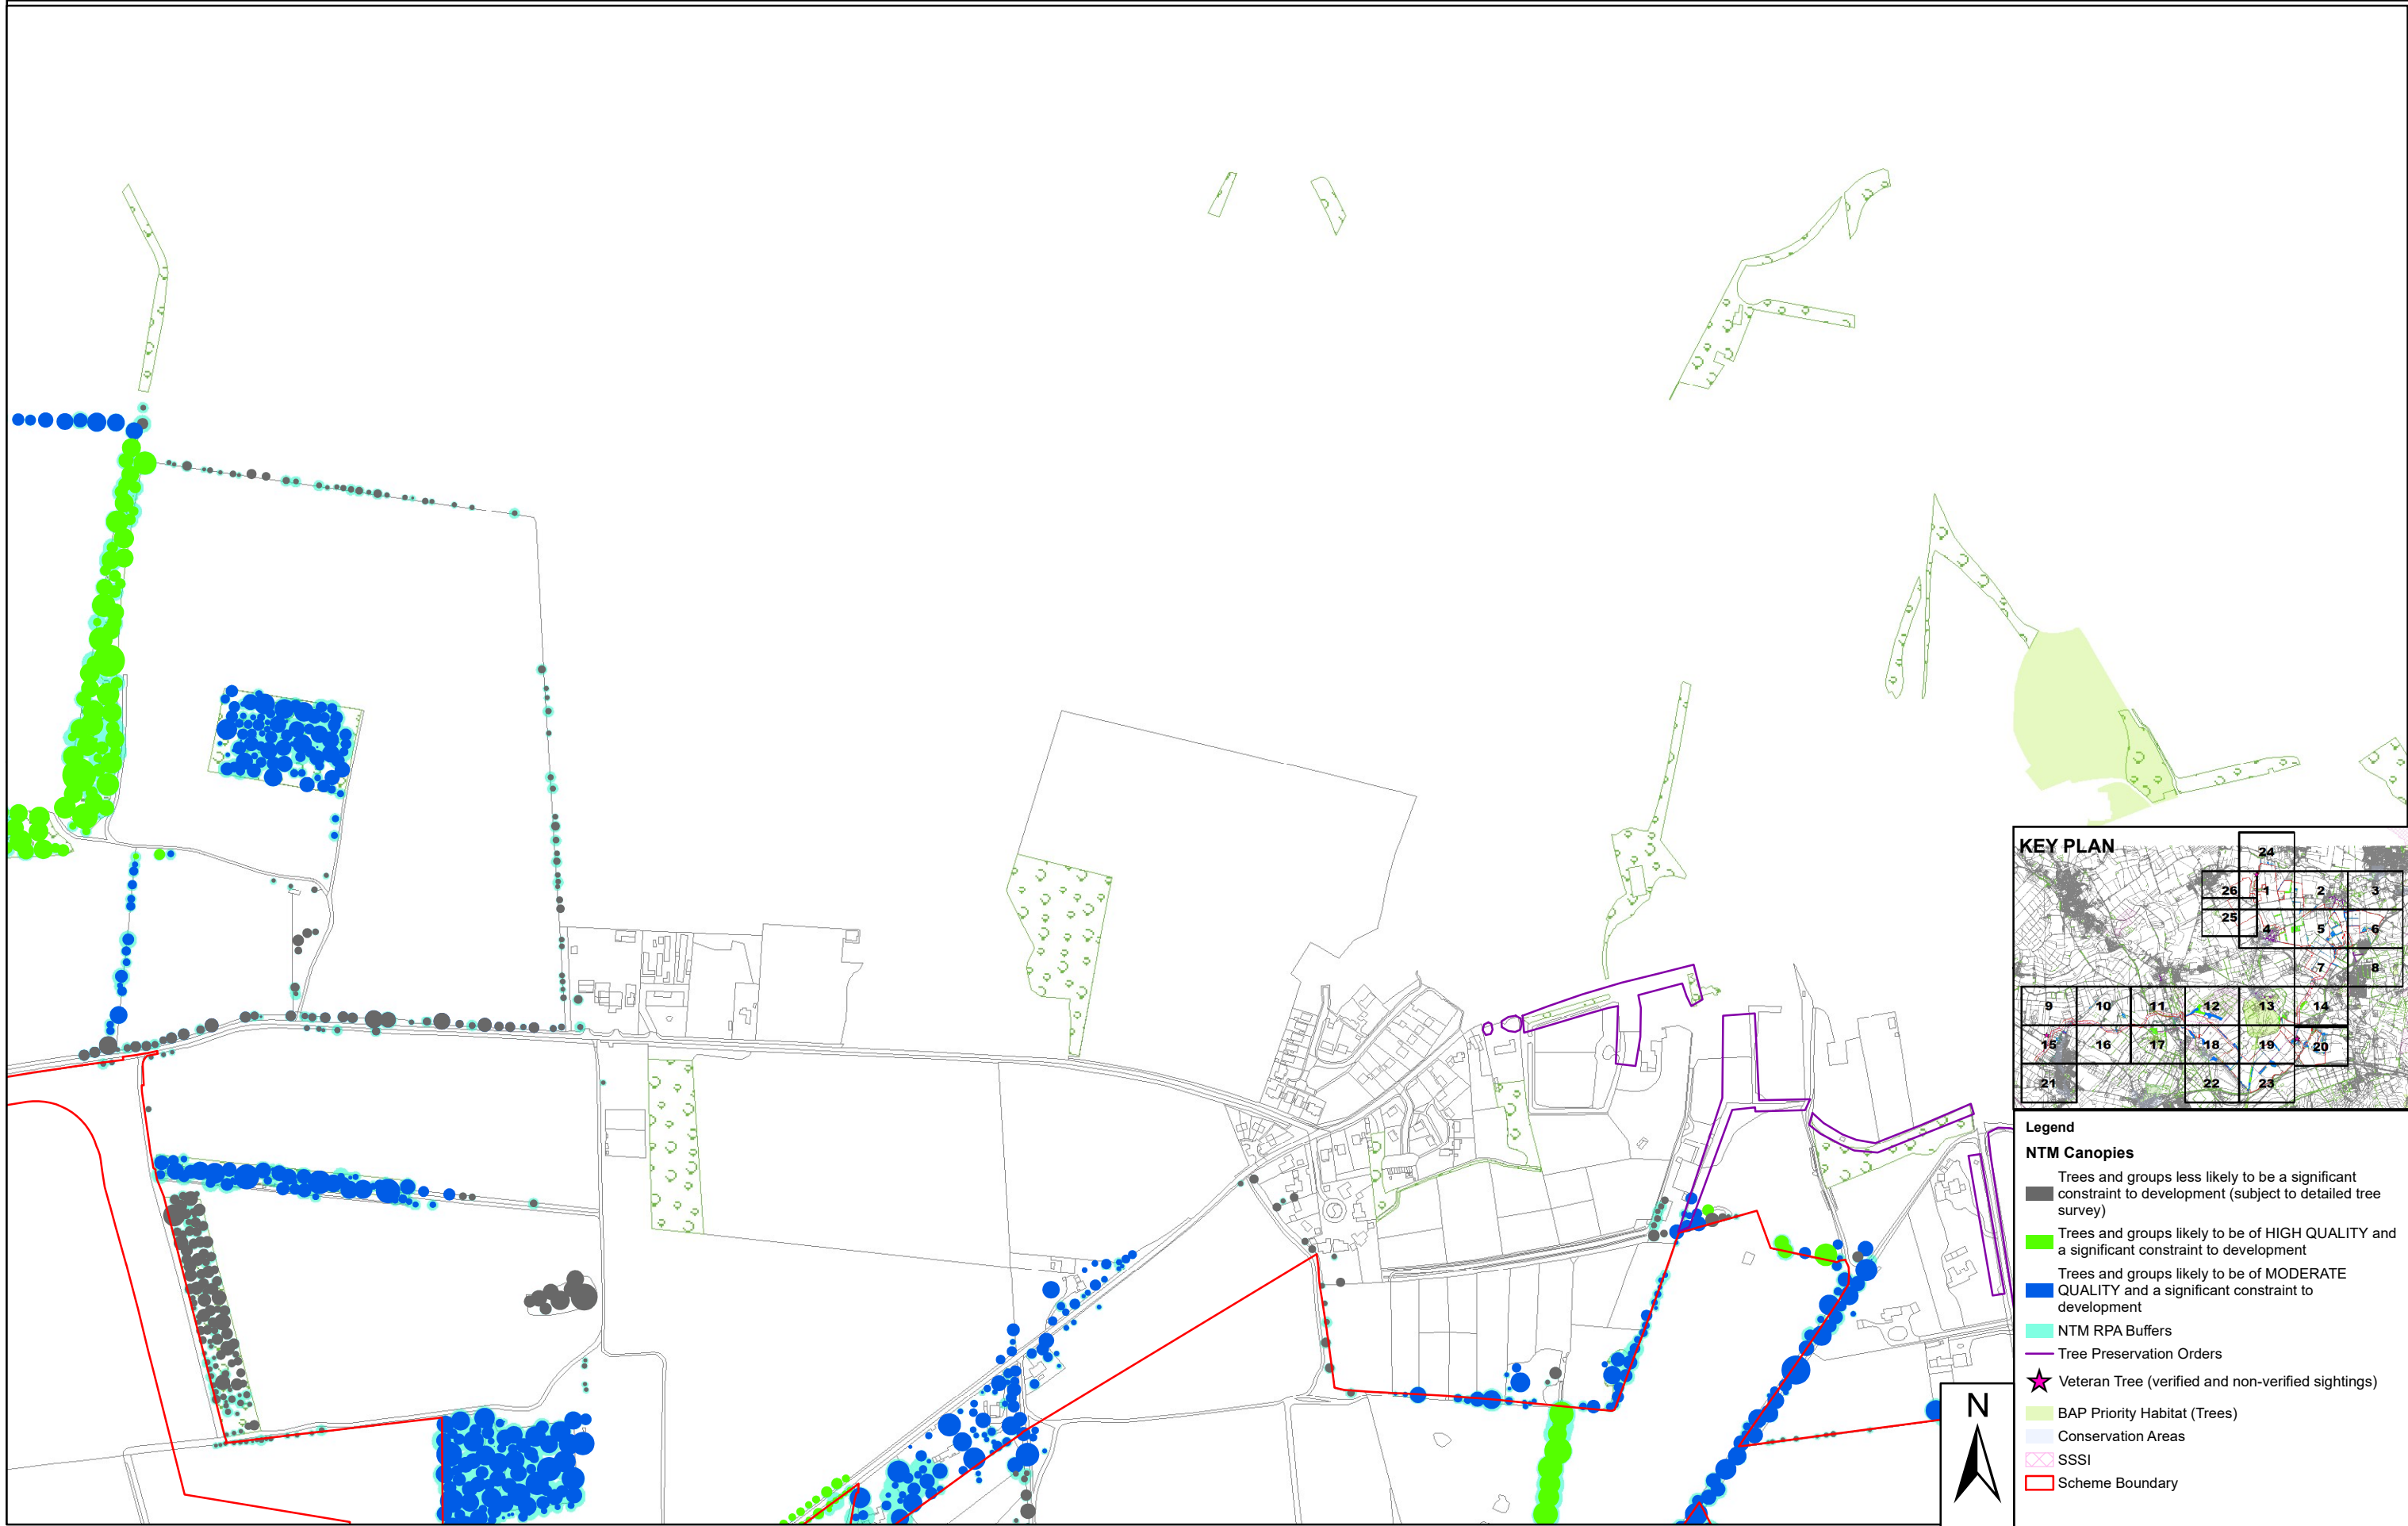 KEY PLAN
24
26 1 2 3
25
4 5 6
7 8
9 10 11 12 13 14
15 16 17 18 19 20
21 22 23
Legend
NTM Canopies
Trees and groups less likely to be a significant
constraint to development (subject to detailed tree
survey)
Trees and groups likely to be of HIGH QUALITY and
a significant constraint to development
Trees and groups likely to be of MODERATE
QUALITY and a significant constraint to
development
NTM RPA Buffers
Tree Preservation Orders
Veteran Tree (verified and non-verified sightings)
BAP Priority Habitat (Trees)
Conservation Areas
SSSI
Scheme Boundary
N